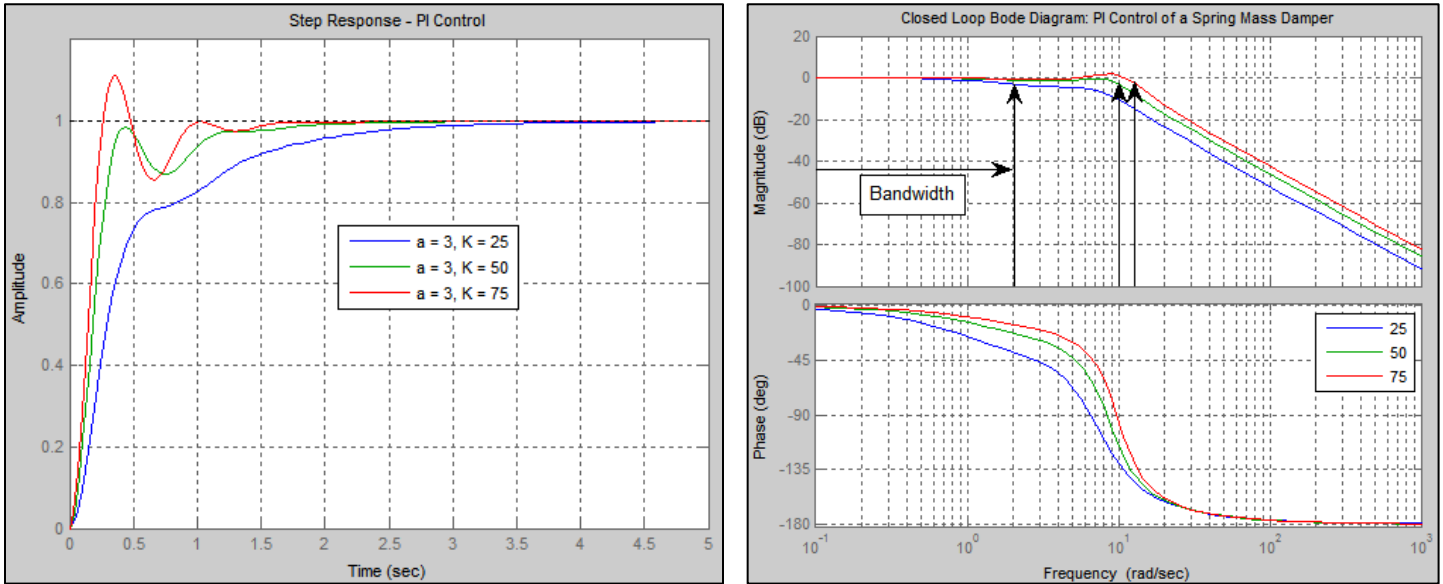 Step Response - PI Control
Amplitude
1
0.8
0.6
0.4
0.2
0
a = 3, K = 25
a = 3, K = 50
a = 3, K = 75
0 0.5 1 1.5 2 2.5 3 3.5 4 4.5 5
Time (sec)
Closed Loop Bode Diagram: PI Control of a Spring Mass Damper
Magnitude (dB)
20
0
-20
-40
-60
-80
-100
Bandwidth
Phase (deg)
0
-45
-90
-135
-180
25
50
75
10^-1 10^0 10^1 10^2 10^3
Frequency (rad/sec)